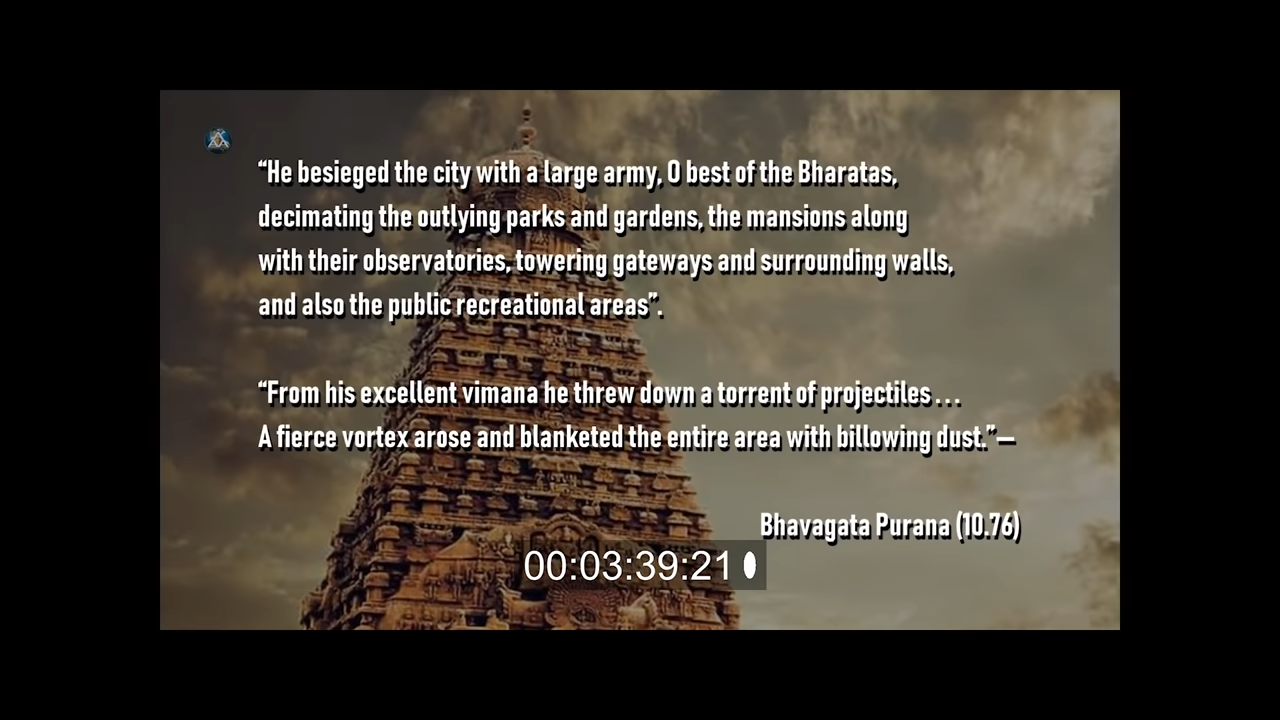 “He besieged the city with a large army, O best of the Bharatas,
decimating the outlying parks and gardens, the mansions along
with their observatories, towering gateways and surrounding walls,
and also the public recreational areas”.
“From his excellent vimana he threw down a torrent of projectiles...
A fierce vortex arose and blanketed the entire area with billowing dust.”—
Bhavagata Purana (10.76)
00:03:39:21